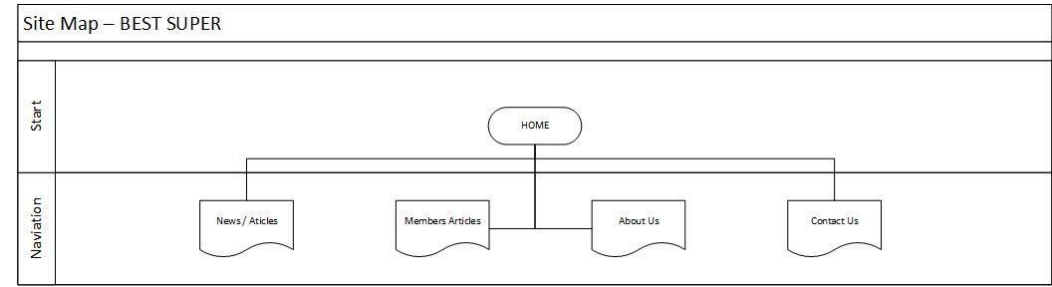 Site Map – BEST SUPER
Start
HOME
Naviation
News / Aticles
Members Articles
About Us
Contact Us